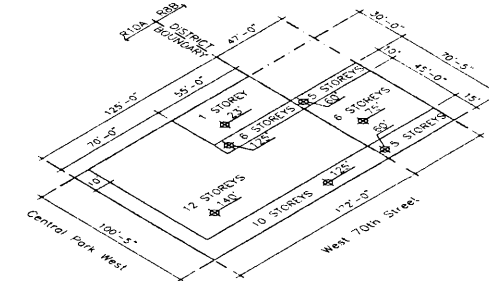 R10A R8B
DISTRICT
BOUNDARY
47'-0"
30'-0"
125'-0"
55'-0"
70'-0"
10'
45'-0"
70'-5"
15'
1 STOREY
25'
5 STOREYS
60'
6 STOREYS
125'
6 STOREYS
75'
60'
5 STOREYS
10'
12 STOREYS
140'
10 STOREYS
125'
172'-0"
100'-5"
Central Park West
West 70th Street